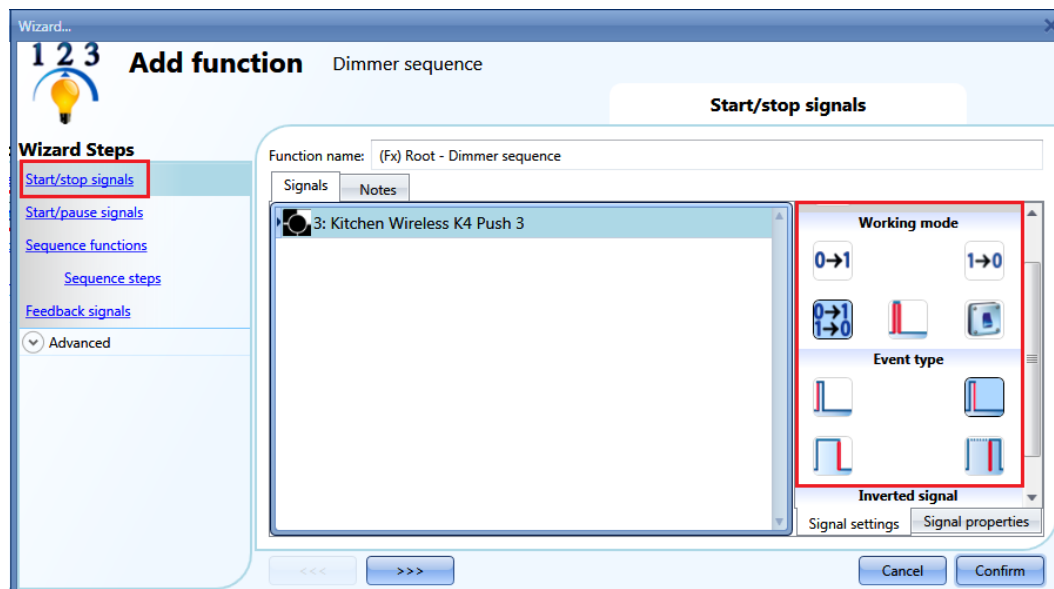 Wizard...
1 2 3
Add function Dimmer sequence
Start/stop signals
Wizard Steps
Start/stop signals
Start/pause signals
Sequence functions
Sequence steps
Feedback signals
Advanced
Function name: (Fx) Root - Dimmer sequence
Signals Notes
3: Kitchen Wireless K4 Push 3
Working mode
0→1 1→0
0→1
1→0
Event type
Inverted signal
Signal settings Signal properties
<<< >>> Cancel Confirm